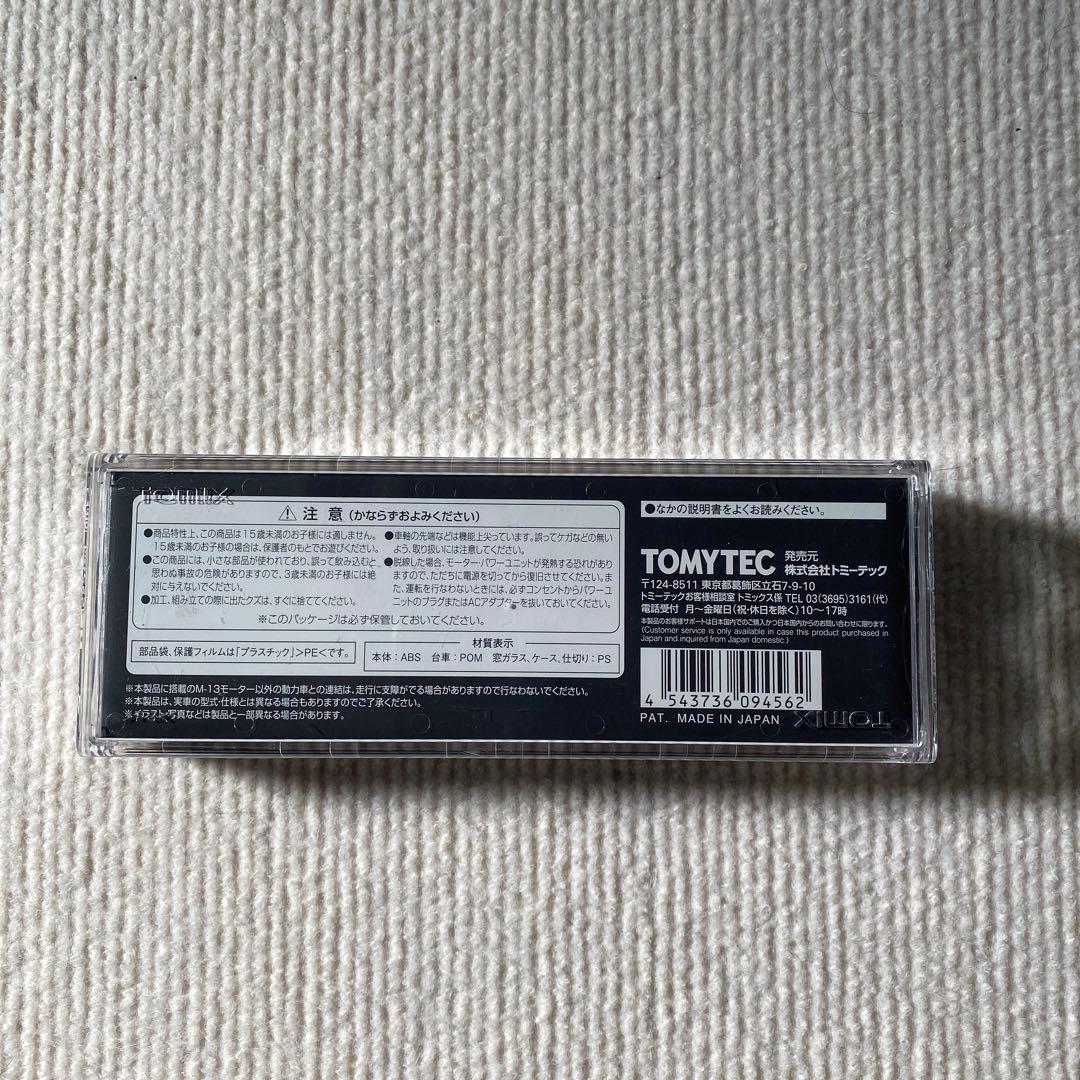 TOMIX
⚠ 注 意 (かならずおよみください)
●商品特性上、この商品は15歳未満のお子様には適しません。
15歳未満のお子様の場合は、保護者のもとでお遊びください。
●この商品には、小さな部品が使われており、誤って飲み込むと
思わぬ事故の危険がありますので、3歳未満のお子様には絶
対に与えないでください。
●加工、組み立ての際に出たクズは、すぐに捨ててください。
●車軸の先端などは機能上尖っています。誤ってケガなどの無い
よう、取り扱いには注意してください。
●脱線した場合、モーター・パワーユニットが発熱する恐れがあり
ますので、ただちに電源を切ってから復旧させてください。ま
た、運転を行なわないときには、必ずコンセントからパワーユ
ニットのプラグまたはACアダプターを抜いておいてください。
※このパッケージは必ず保管しておいてください。
部品袋、保護フィルムは「プラスチック」>PE<です。
材質表示
本体:ABS 台車:POM 窓ガラス、ケース、仕切り:PS
※本製品に搭載のM-13モーター以外の動力車との連結は、走行に支障がでる場合がありますので行なわないでください。
※本製品は、実車の型式・仕様とは異なる場合もありますのでご了承ください。
※イラスト・写真などは製品と一部異なる場合があります。
●なかの説明書をよくお読みください。
TOMYTEC 発売元 株式会社トミーテック
〒124-8511 東京都葛飾区立石7-9-10
トミーテックお客様相談室 トミックス係 TEL 03(3695)3161(代)
電話受付 月〜金曜日(祝・休日を除く)10〜17時
本製品のお客様サポートは日本国内でのご購入かつ日本国内からのお問い合わせに限ります。
(Customer service is only available in case this product purchased in
Japan and inquired from Japan domestic.)
4 543736 094562
PAT. MADE IN JAPAN
TOMIX